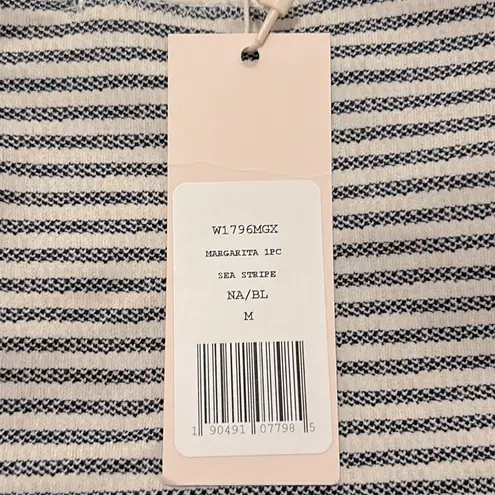 W1796MGX
MARGARITA 1PC
SEA STRIPE
NA/BL
M
1 90491 07798 5